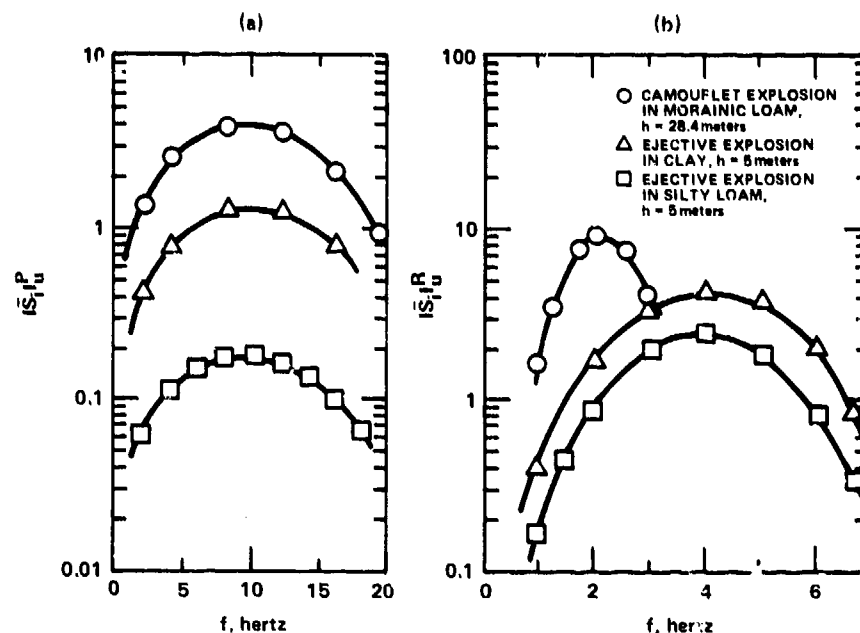 (a)
10
1
0.1
0.01
|S̄ᵢ|ᵤᴾ
0 5 10 15 20
f, hertz
(b)
100
10
1
0.1
|S̄ᵢ|ᵤᴿ
0 2 4 6
f, hertz
CAMOUFLET EXPLOSION
IN MORAINIC LOAM,
h = 28.4 meters
EJECTIVE EXPLOSION
IN CLAY, h = 5 meters
EJECTIVE EXPLOSION
IN SILTY LOAM,
h = 5 meters